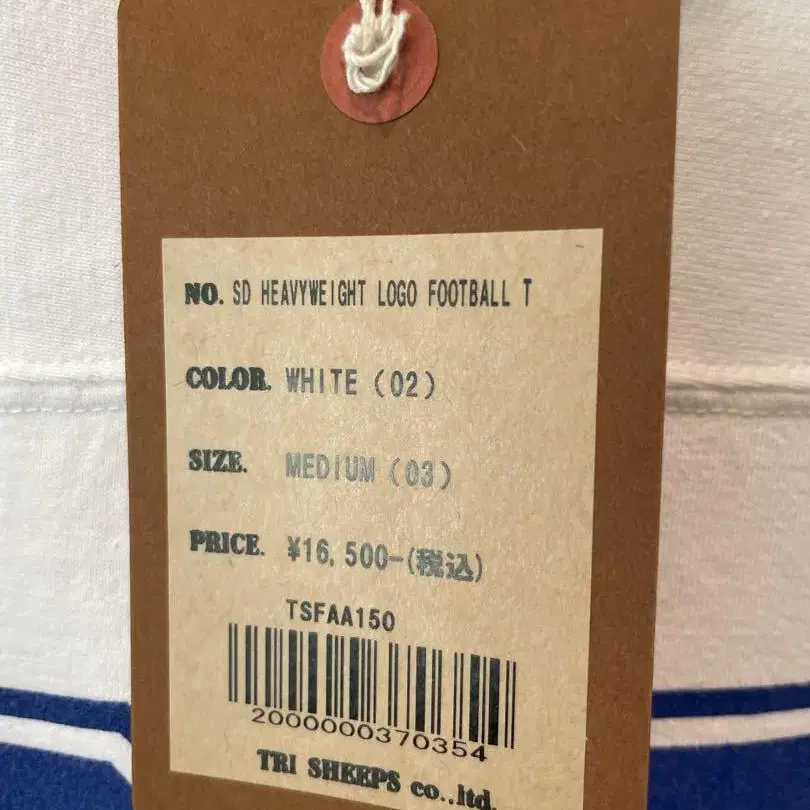 NO. SD HEAVYWEIGHT LOGO FOOTBALL T
COLOR. WHITE (02)
SIZE. MEDIUM (03)
PRICE. ¥16,500-(税込)
TSFAA150
2000000370354
TRI SHEEPS co.,ltd.